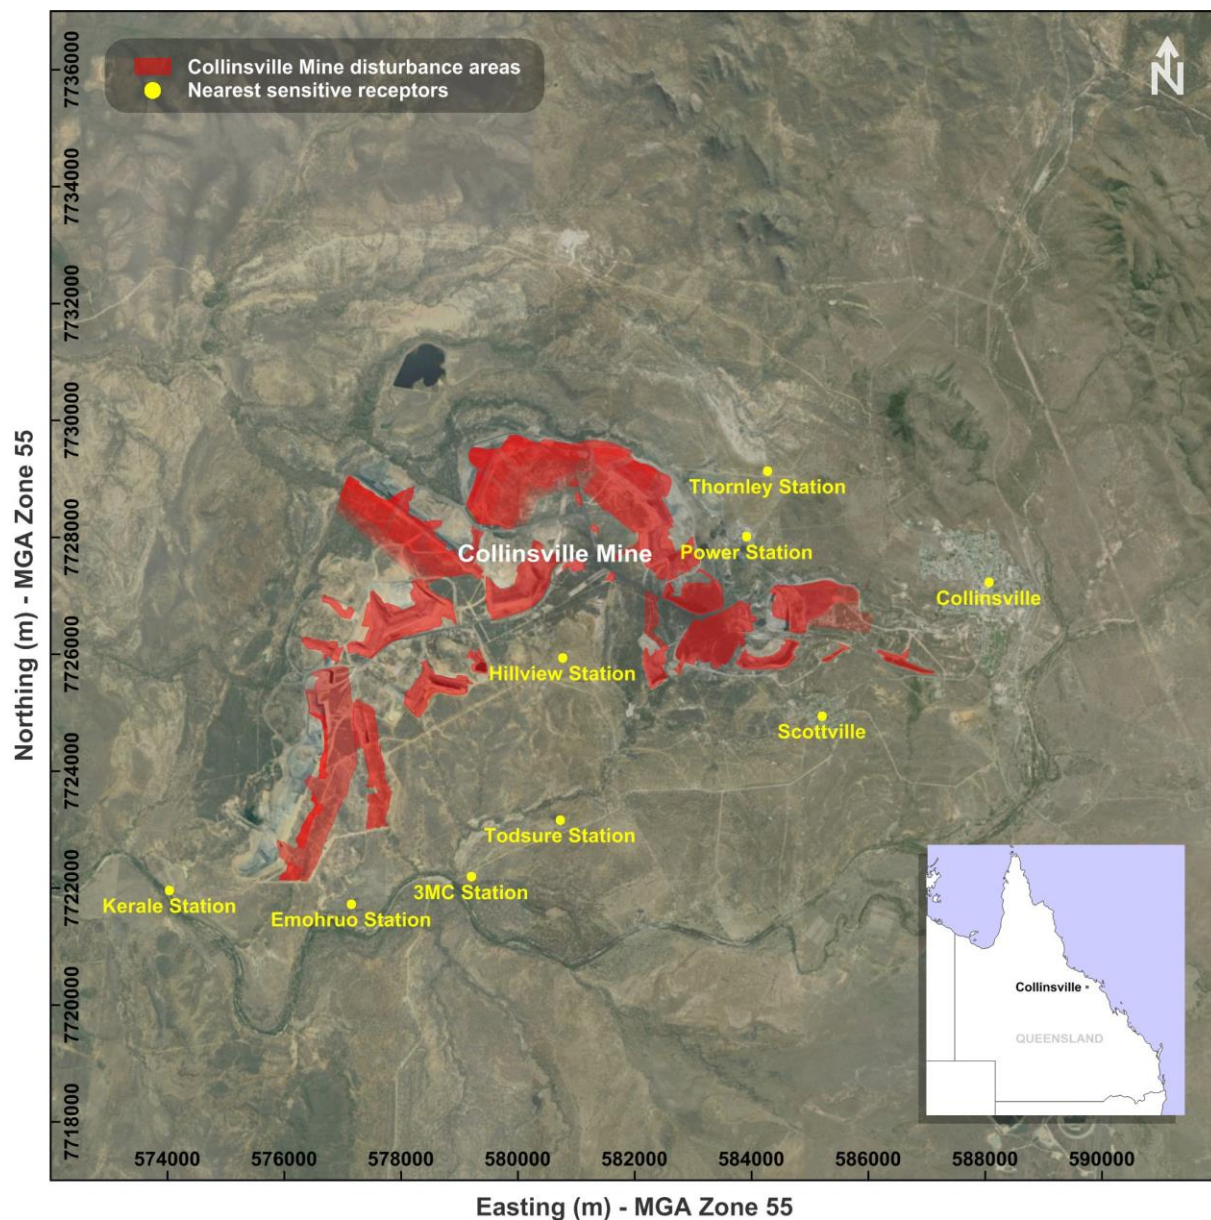 Collinsville Mine disturbance areas
Nearest sensitive receptors
N
7736000
7734000
7732000
7730000
7728000
7726000
7724000
7722000
7720000
7718000
Northing (m) - MGA Zone 55
Thornley Station
Collinsville Mine
Power Station
Collinsville
Hillview Station
Scottville
Todsure Station
3MC Station
Kerale Station
Emohruo Station
Collinsville
QUEENSLAND
574000
576000
578000
580000
582000
584000
586000
588000
590000
Easting (m) - MGA Zone 55